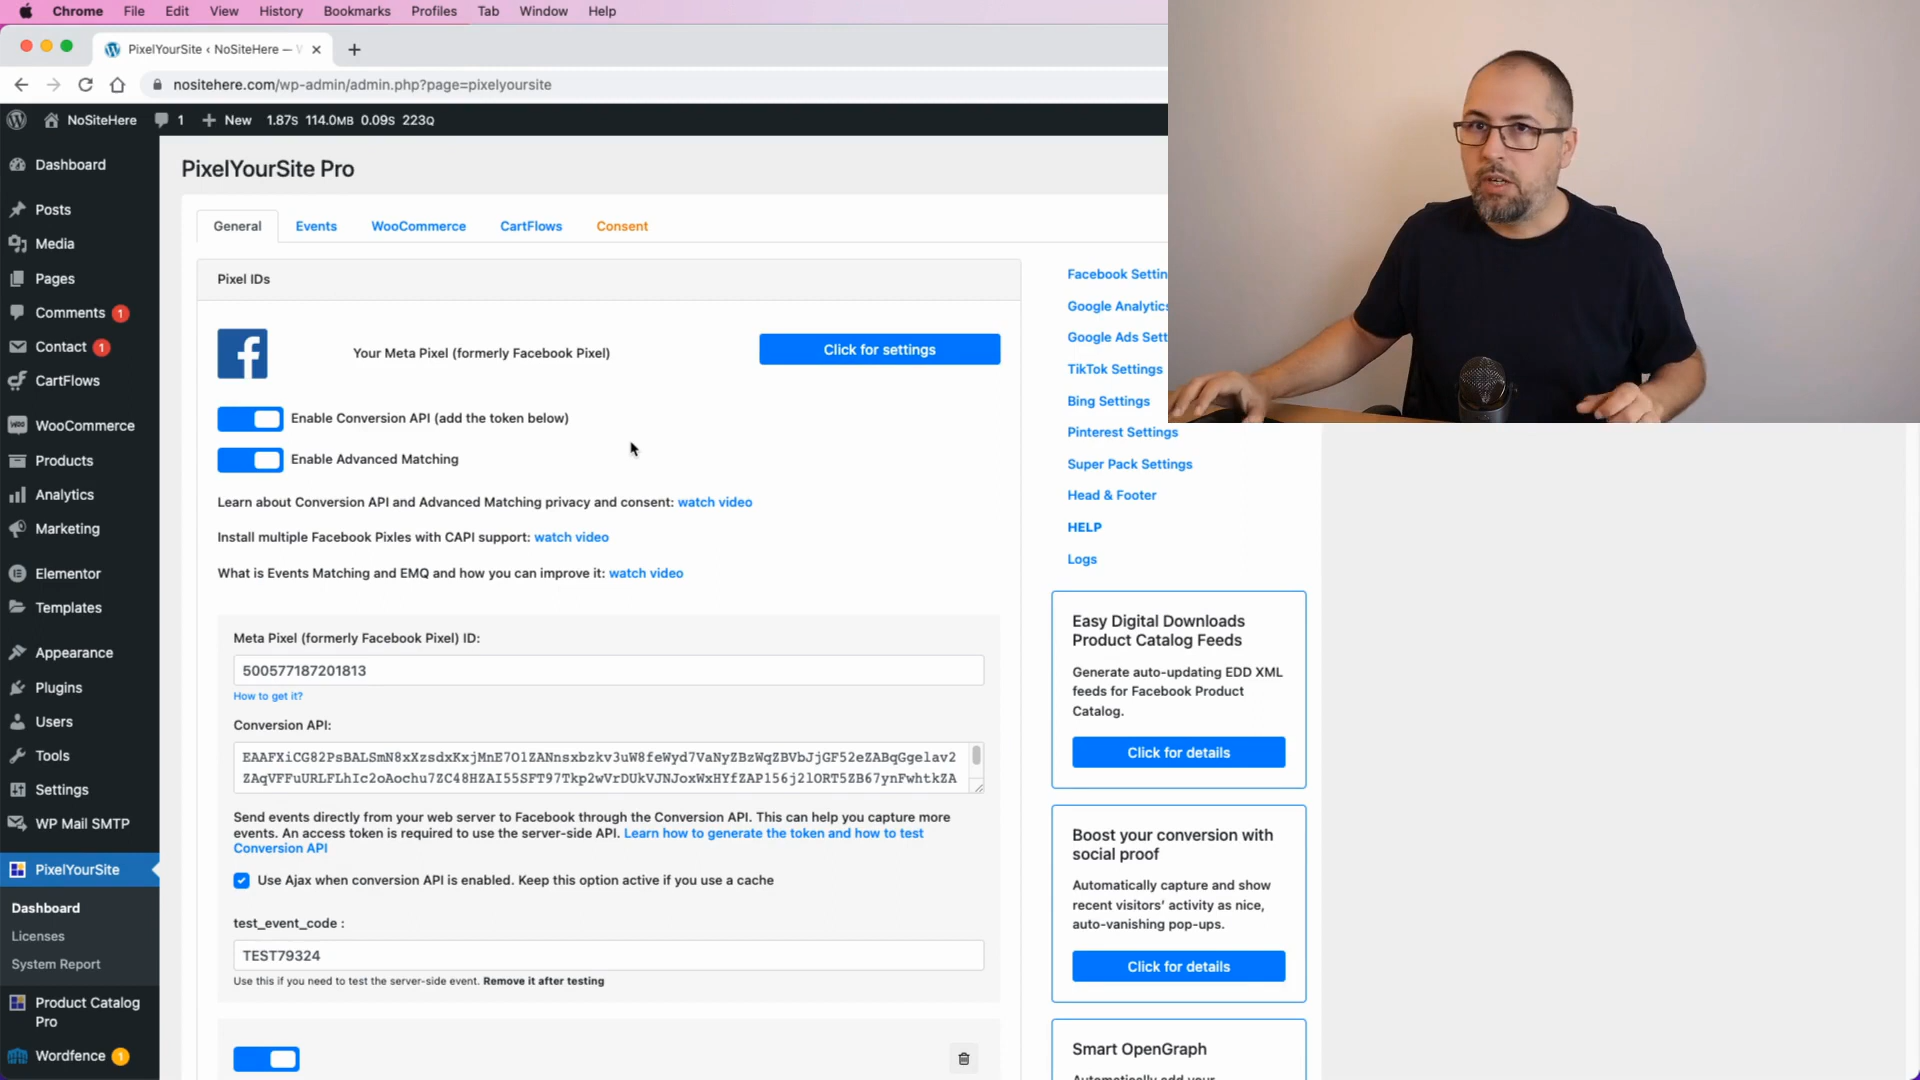 Chrome File Edit View History Bookmarks Profiles Tab Window Help
PixelYourSite ‹ NoSiteHere —
nositehere.com/wp-admin/admin.php?page=pixelyoursite
NoSiteHere 1 New 1.87S 114.0MB 0.09S 223Q
Dashboard
Posts
Media
Pages
Comments 1
Contact 1
CartFlows
WooCommerce
Products
Analytics
Marketing
Elementor
Templates
Appearance
Plugins
Users
Tools
Settings
WP Mail SMTP
PixelYourSite
Dashboard
Licenses
System Report
Product Catalog
Pro
Wordfence 1
PixelYourSite Pro
General Events WooCommerce CartFlows Consent
Pixel IDs
Your Meta Pixel (formerly Facebook Pixel)
Click for settings
Enable Conversion API (add the token below)
Enable Advanced Matching
Learn about Conversion API and Advanced Matching privacy and consent: watch video
Install multiple Facebook Pixles with CAPI support: watch video
What is Events Matching and EMQ and how you can improve it: watch video
Meta Pixel (formerly Facebook Pixel) ID:
500577187201813
How to get it?
Conversion API:
EAAFXiCG82PsBALSmN8xXzsdxKxjMnE7O1ZANnsxbzkv3uW8feWyd7VaNyZBzWqZBVbJjGF52eZABqGgelav2
ZAqVFFuURLFLhIc2oAochu7ZC48HZAI55SFT97Tkp2wVrDUkVJNJoxWxHYfZAP156j2lORT5ZB67ynFwhtkZA
Send events directly from your web server to Facebook through the Conversion API. This can help you capture more
events. An access token is required to use the server-side API. Learn how to generate the token and how to test
Conversion API
Use Ajax when conversion API is enabled. Keep this option active if you use a cache
test_event_code :
TEST79324
Use this if you need to test the server-side event. Remove it after testing
Facebook Settin
Google Analytics
Google Ads Sett
TikTok Settings
Bing Settings
Pinterest Settings
Super Pack Settings
Head & Footer
HELP
Logs
Easy Digital Downloads
Product Catalog Feeds
Generate auto-updating EDD XML
feeds for Facebook Product
Catalog.
Click for details
Boost your conversion with
social proof
Automatically capture and show
recent visitors' activity as nice,
auto-vanishing pop-ups.
Click for details
Smart OpenGraph